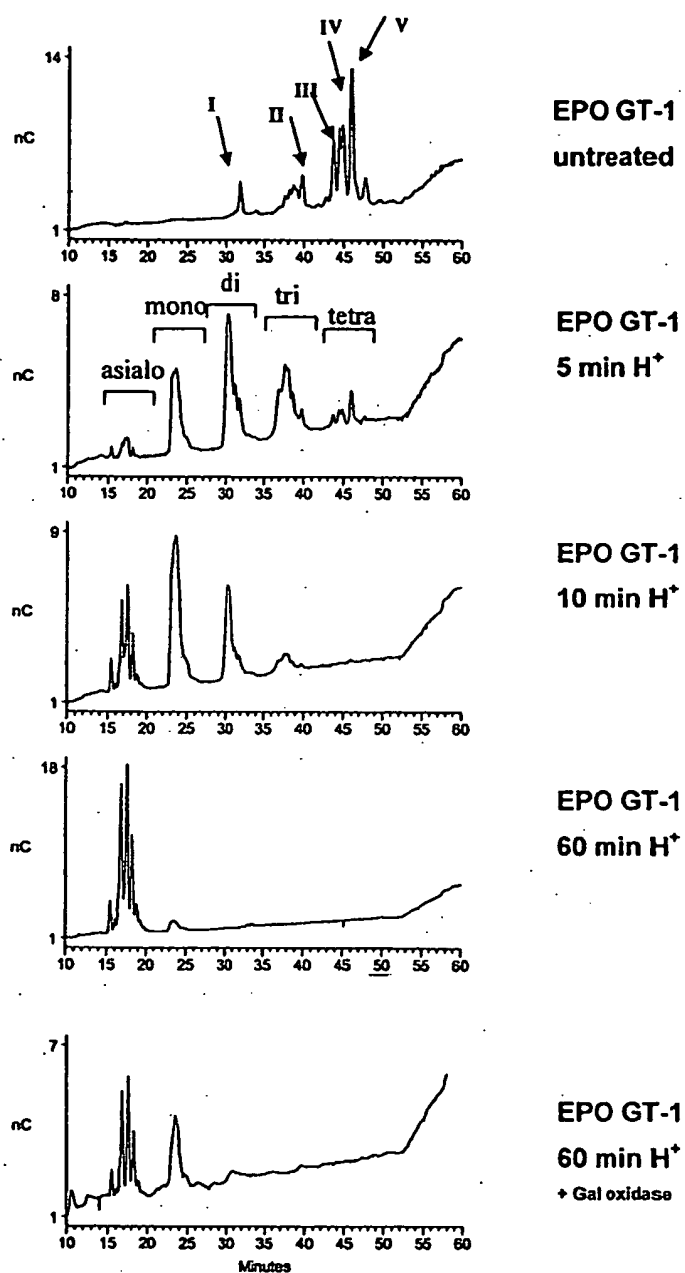 I
II
III
IV
V
14
nC
1
10 15 20 25 30 35 40 45 50 55 60
EPO GT-1
untreated
asialo
mono
di
tri
tetra
8
nC
1
10 15 20 25 30 35 40 45 50 55 60
EPO GT-1
5 min H⁺
9
nC
1
10 15 20 25 30 35 40 45 50 55 60
EPO GT-1
10 min H⁺
18
nC
1
10 15 20 25 30 35 40 45 50 55 60
EPO GT-1
60 min H⁺
7
nC
1
10 15 20 25 30 35 40 45 50 55 60
Minutes
EPO GT-1
60 min H⁺
+ Gal oxidase